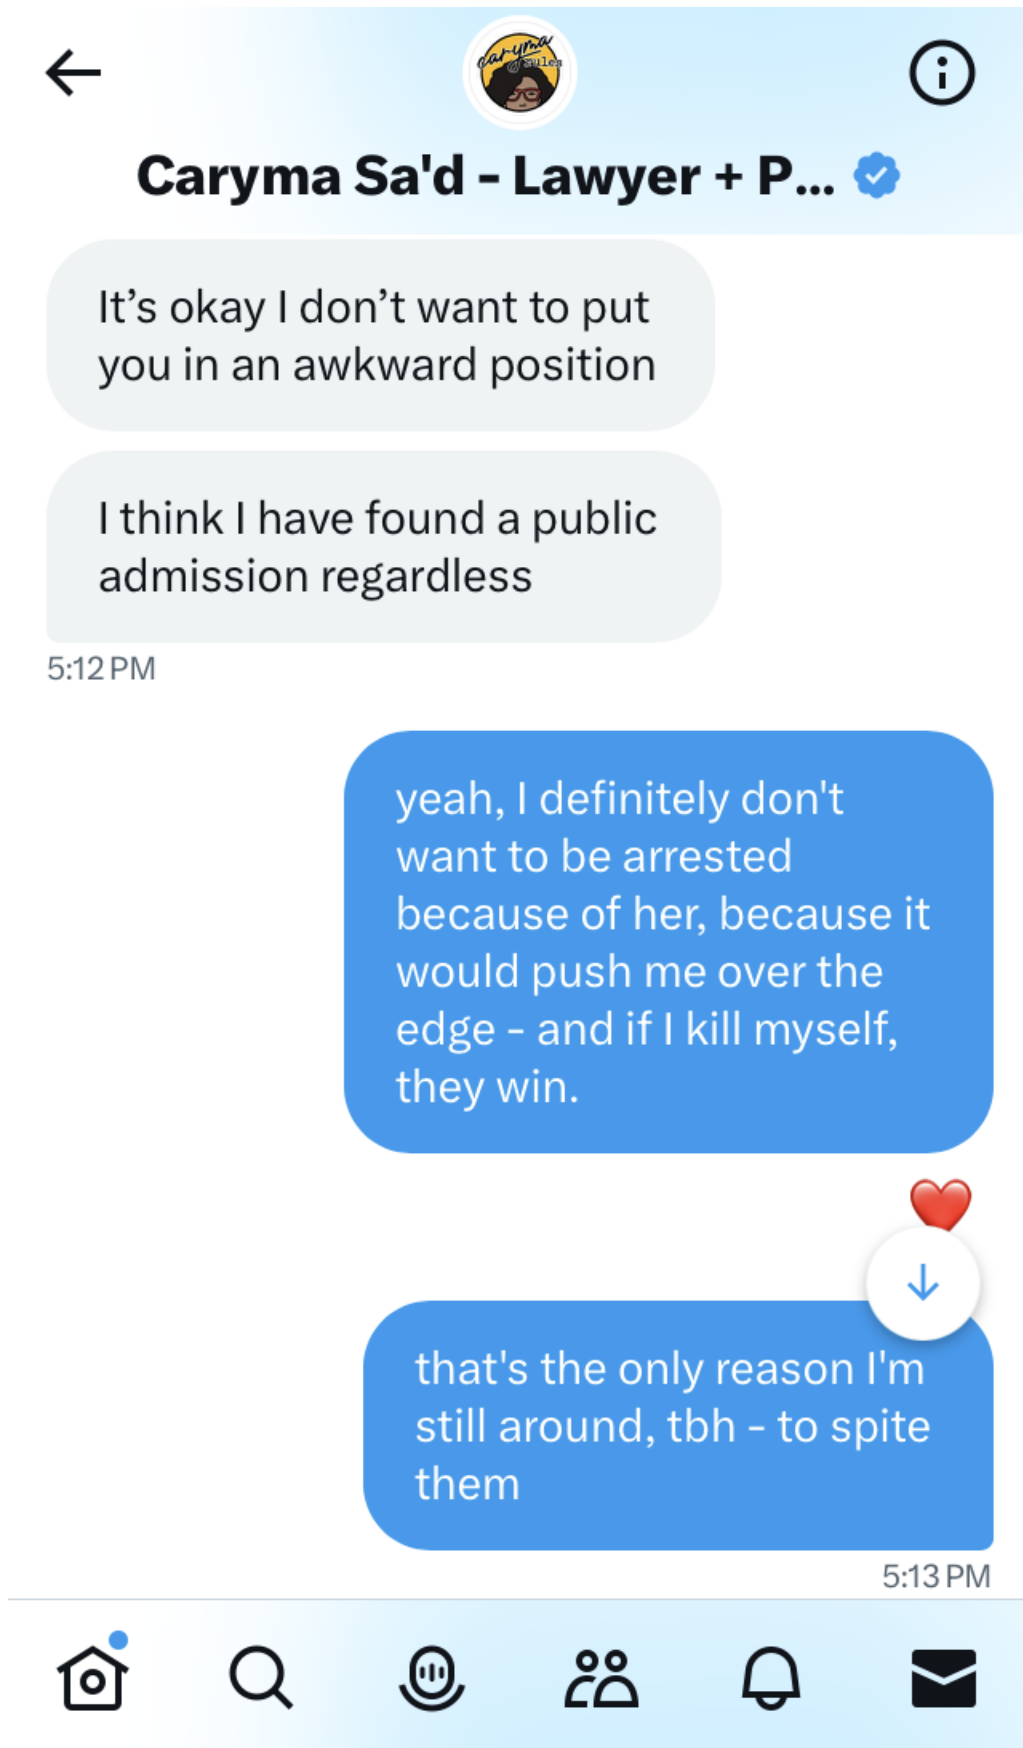 caryma
rules
Caryma Sa'd - Lawyer + P...
It’s okay I don’t want to put
you in an awkward position
I think I have found a public
admission regardless
5:12 PM
yeah, I definitely don't
want to be arrested
because of her, because it
would push me over the
edge - and if I kill myself,
they win.
that's the only reason I'm
still around, tbh - to spite
them
5:13 PM